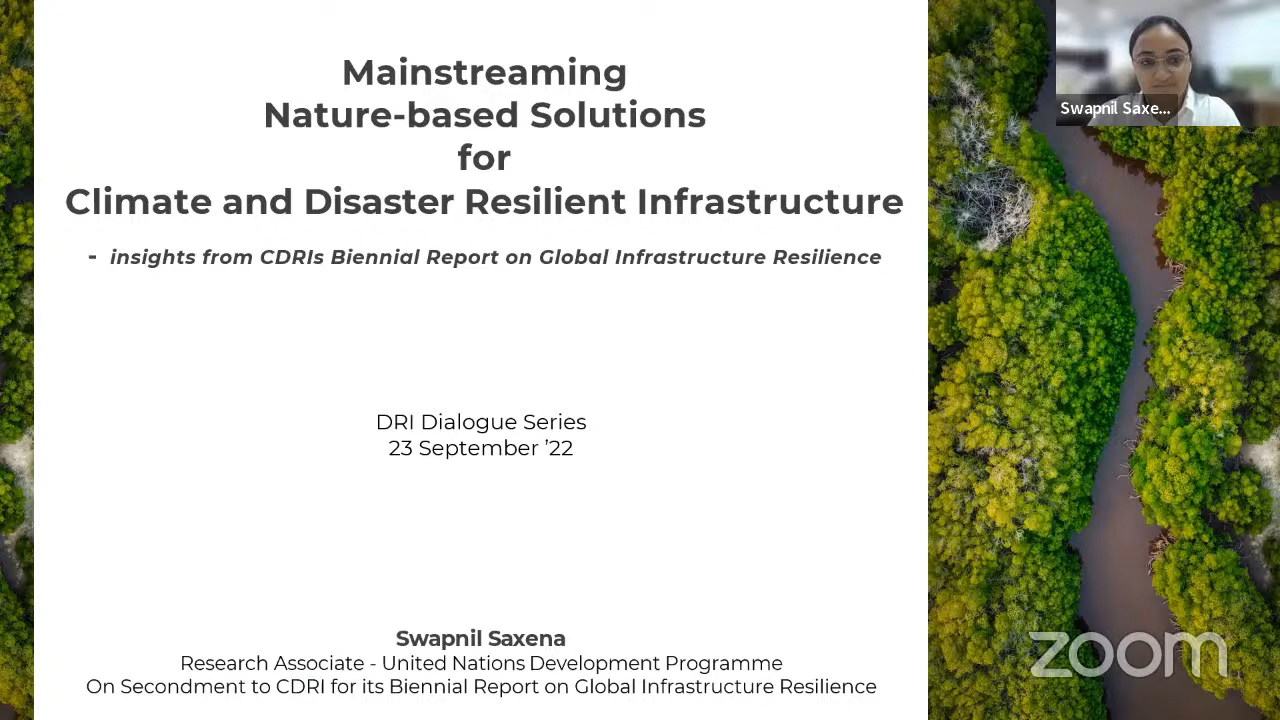 Mainstreaming
Nature-based Solutions
for
Climate and Disaster Resilient Infrastructure
- insights from CDRIs Biennial Report on Global Infrastructure Resilience
Swapnil Saxe...
DRI Dialogue Series
23 September ’22
Swapnil Saxena
Research Associate - United Nations Development Programme
On Secondment to CDRI for its Biennial Report on Global Infrastructure Resilience
zoom